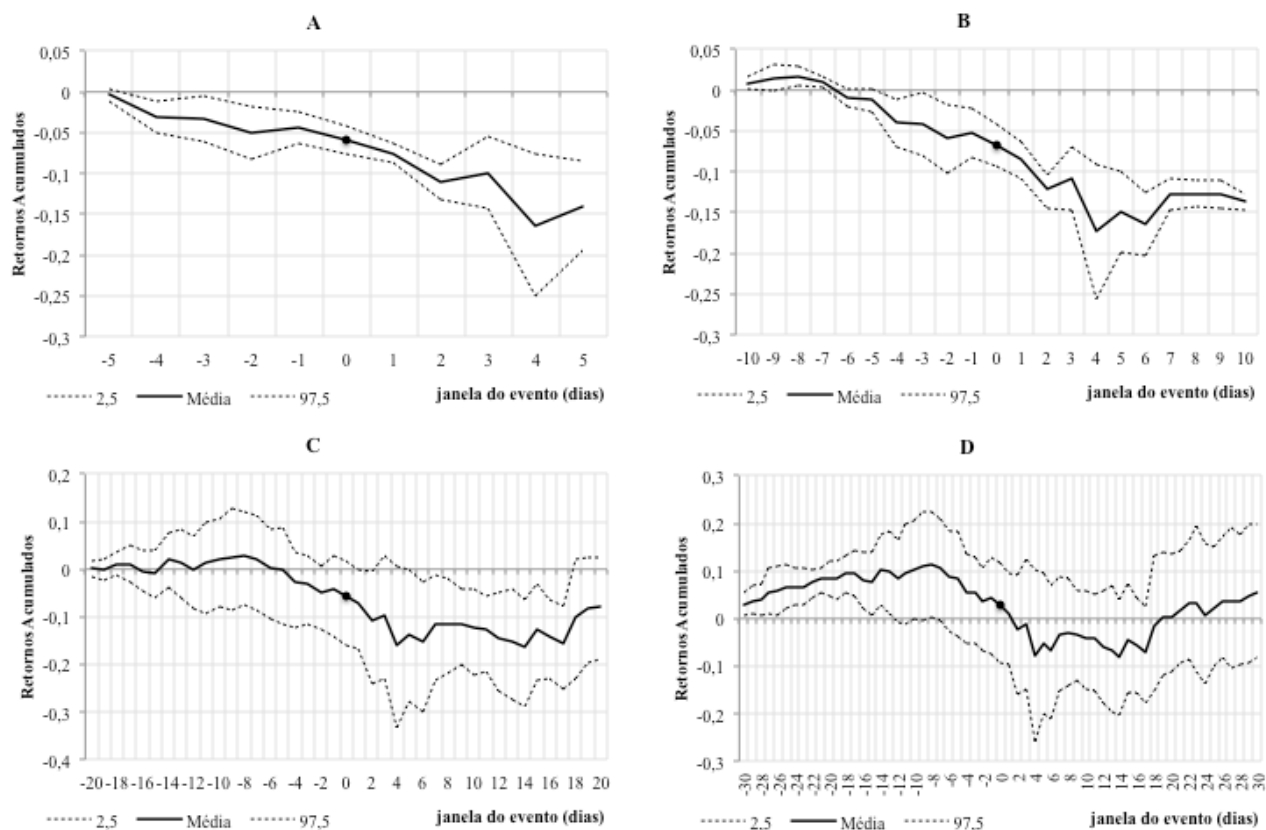 A
Retornos Acumulados
0,05
0
-0,05
-0,1
-0,15
-0,2
-0,25
-0,3
-5 -4 -3 -2 -1 0 1 2 3 4 5
2,5 Média 97,5
janela do evento (dias)
B
Retornos Acumulados
0,05
0
-0,05
-0,1
-0,15
-0,2
-0,25
-0,3
-10 -9 -8 -7 -6 -5 -4 -3 -2 -1 0 1 2 3 4 5 6 7 8 9 10
2,5 Média 97,5
janela do evento (dias)
C
Retornos Acumulados
0,2
0,1
0
-0,1
-0,2
-0,3
-0,4
-20 -18 -16 -14 -12 -10 -8 -6 -4 -2 0 2 4 6 8 10 12 14 16 18 20
2,5 Média 97,5
janela do evento (dias)
D
Retornos Acumulados
0,3
0,2
0,1
0
-0,1
-0,2
-0,3
-30 -28 -26 -24 -22 -20 -18 -16 -14 -12 -10 -8 -6 -4 -2 0 2 4 6 8 10 12 14 16 18 20 22 24 26 28 30
2,5 Média 97,5
janela do evento (dias)